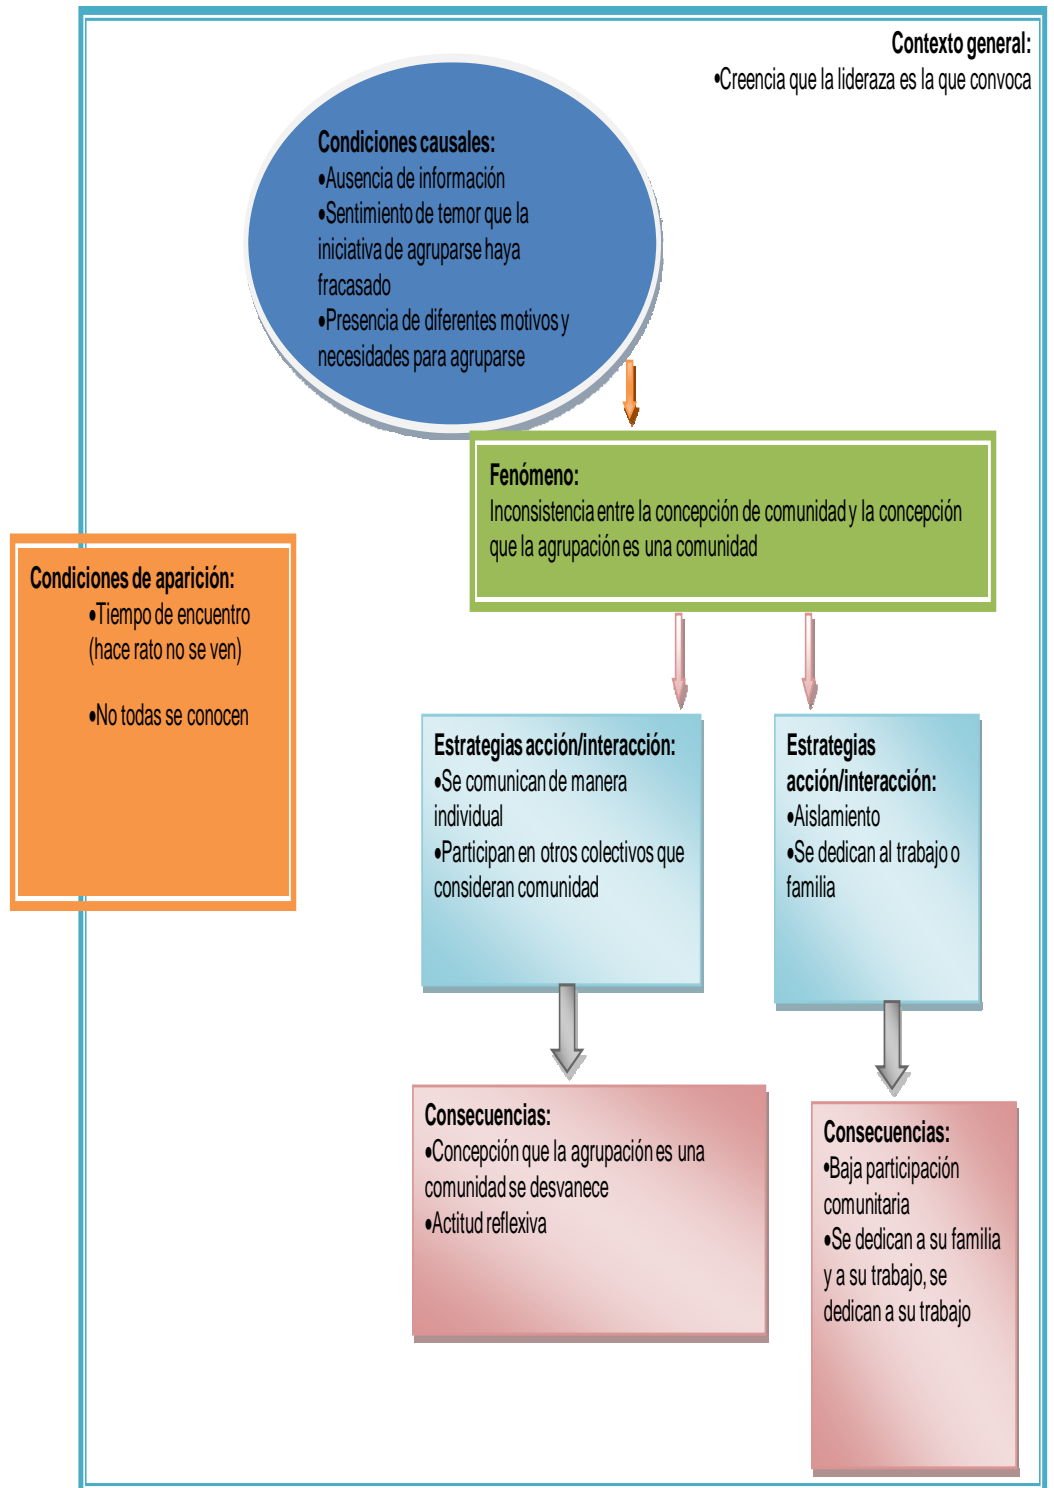 Contexto general:
•Creencia que la lideraza es la que convoca
Condiciones causales:
•Ausencia de información
•Sentimiento de temor que la
iniciativa de agruparse haya
fracasado
•Presencia de diferentes motivos y
necesidades para agruparse
Fenómeno:
Inconsistencia entre la concepción de comunidad y la concepción
que la agrupación es una comunidad
Condiciones de aparición:
•Tiempo de encuentro
(hace rato no se ven)
•No todas se conocen
Estrategias acción/interacción:
•Se comunican de manera
individual
•Participan en otros colectivos que
consideran comunidad
Estrategias
acción/interacción:
•Aislamiento
•Se dedican al trabajo o
familia
Consecuencias:
•Concepción que la agrupación es una
comunidad se desvanece
•Actitud reflexiva
Consecuencias:
•Baja participación
comunitaria
•Se dedican a su familia
y a su trabajo, se
dedican a su trabajo